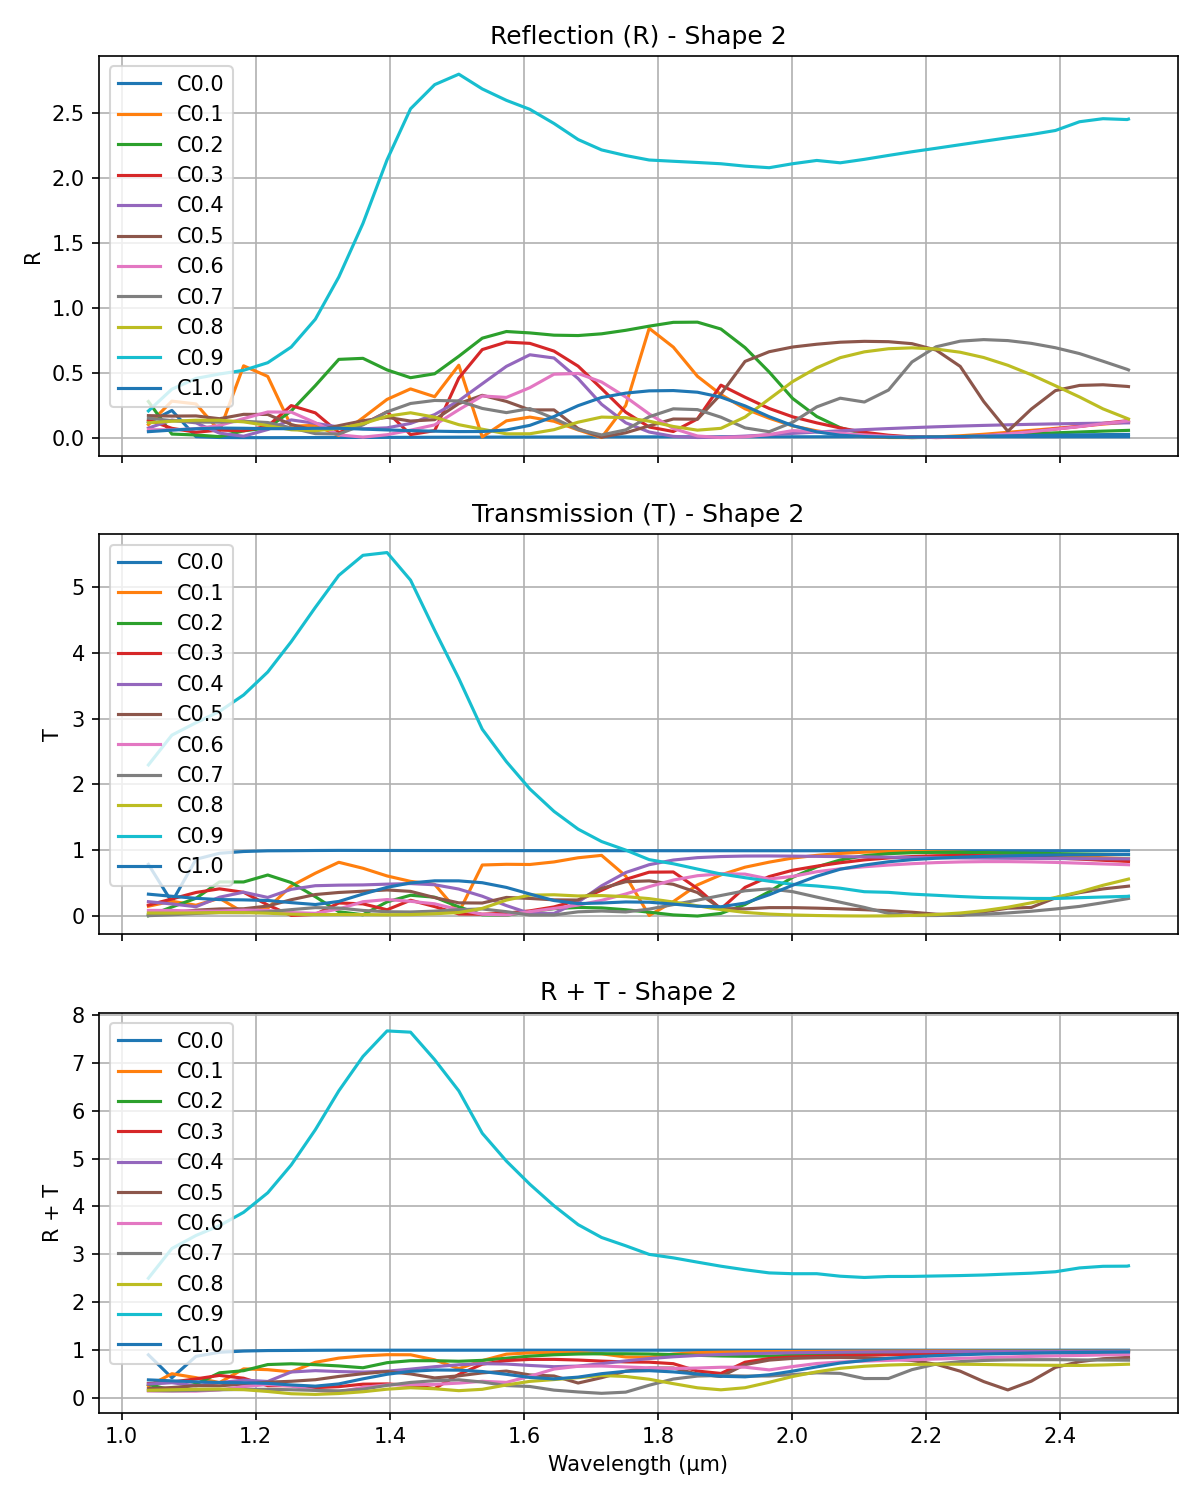 Reflection (R) - Shape 2
C0.0
C0.1
C0.2
C0.3
C0.4
C0.5
C0.6
C0.7
C0.8
C0.9
C1.0
2.5
2.0
1.5
1.0
0.5
0.0
R
Transmission (T) - Shape 2
C0.0
C0.1
C0.2
C0.3
C0.4
C0.5
C0.6
C0.7
C0.8
C0.9
C1.0
5
4
3
2
1
0
T
R + T - Shape 2
C0.0
C0.1
C0.2
C0.3
C0.4
C0.5
C0.6
C0.7
C0.8
C0.9
C1.0
8
7
6
5
4
3
2
1
0
R + T
1.0 1.2 1.4 1.6 1.8 2.0 2.2 2.4
Wavelength (μm)